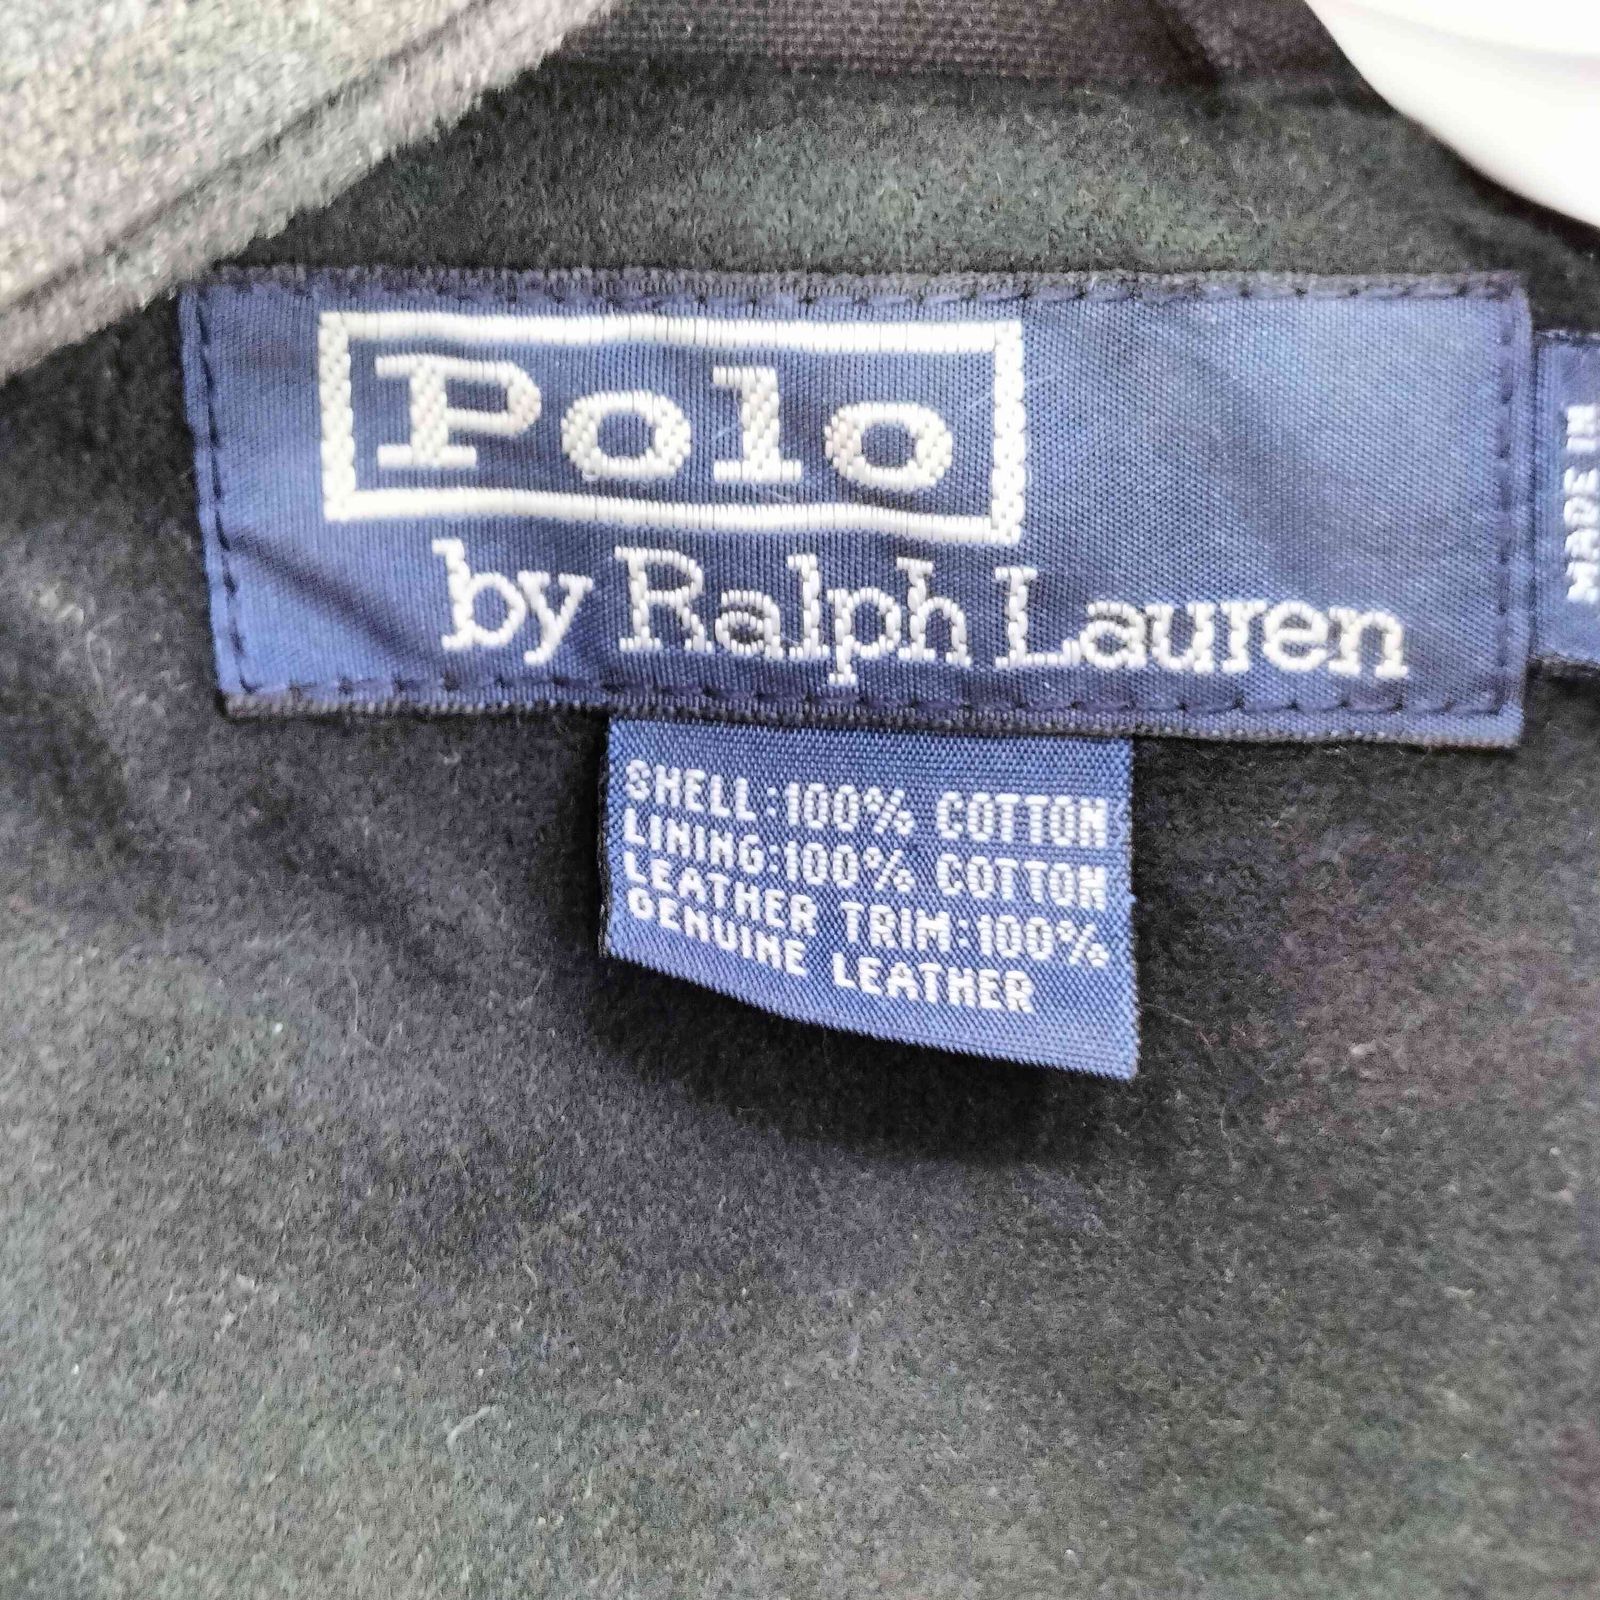 Polo
by Ralph Lauren
MADE IN
SHELL:100% COTTON
LINING:100% COTTON
LEATHER TRIM:100%
GENUINE LEATHER